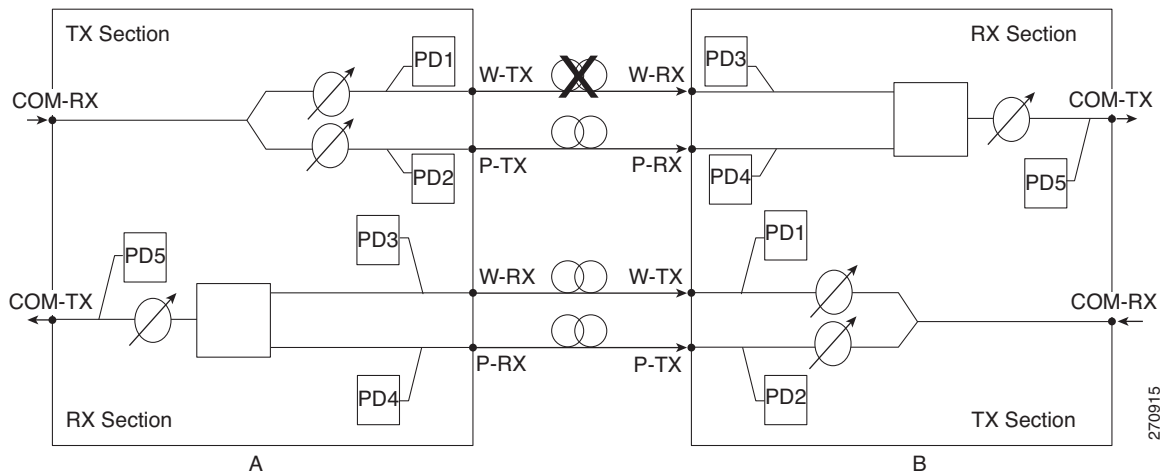 TX Section
RX Section
PD1
W-TX
W-RX
PD3
COM-RX
COM-TX
P-TX
P-RX
PD2
PD4
PD5
PD3
PD1
PD5
W-RX
W-TX
COM-TX
COM-RX
P-RX
P-TX
PD4
PD2
RX Section
TX Section
A
B
270915